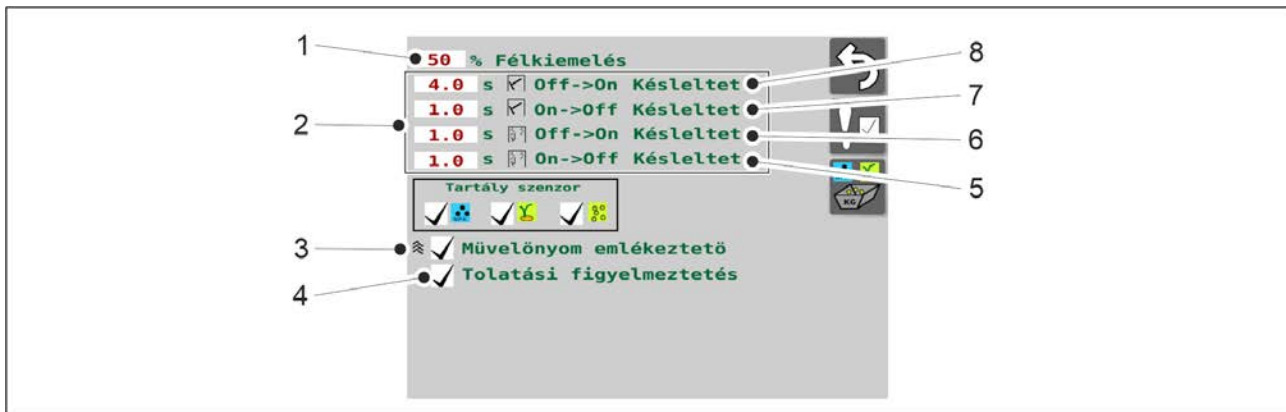 1
50 % Félkiemelés
8
4.0 s Off->On Késleltet
7
1.0 s On->Off Késleltet
2
6
1.0 s Off->On Késleltet
5
1.0 s On->Off Késleltet
Tartály szenzor
KG
3
Müvelönyom emlékeztetö
4
Tolatási figyelmeztetés